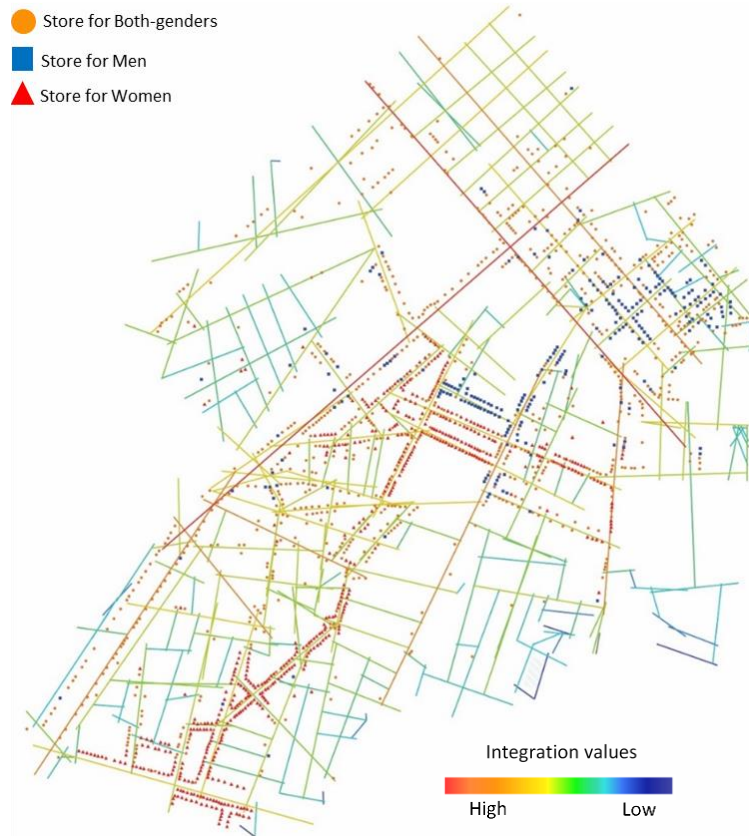 Store for Both-genders
Store for Men
Store for Women
Integration values
High Low